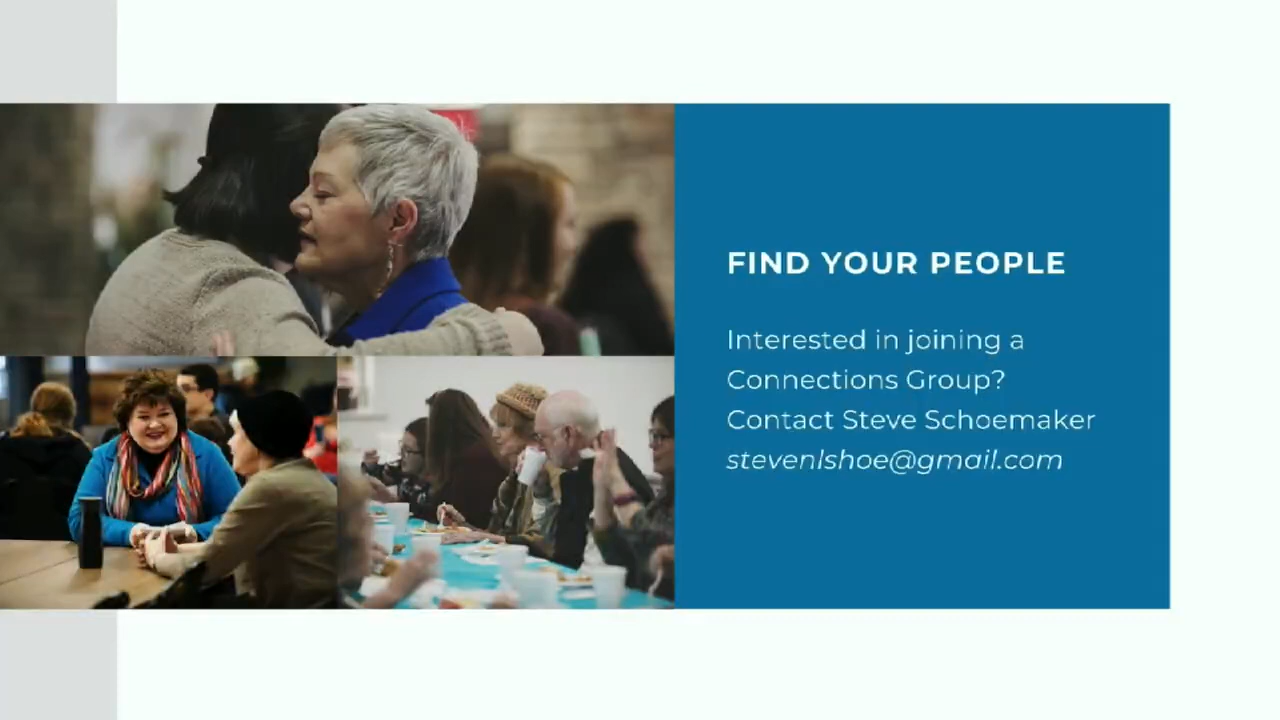 FIND YOUR PEOPLE
Interested in joining a
Connections Group?
Contact Steve Schoemaker
stevenlshoe@gmail.com